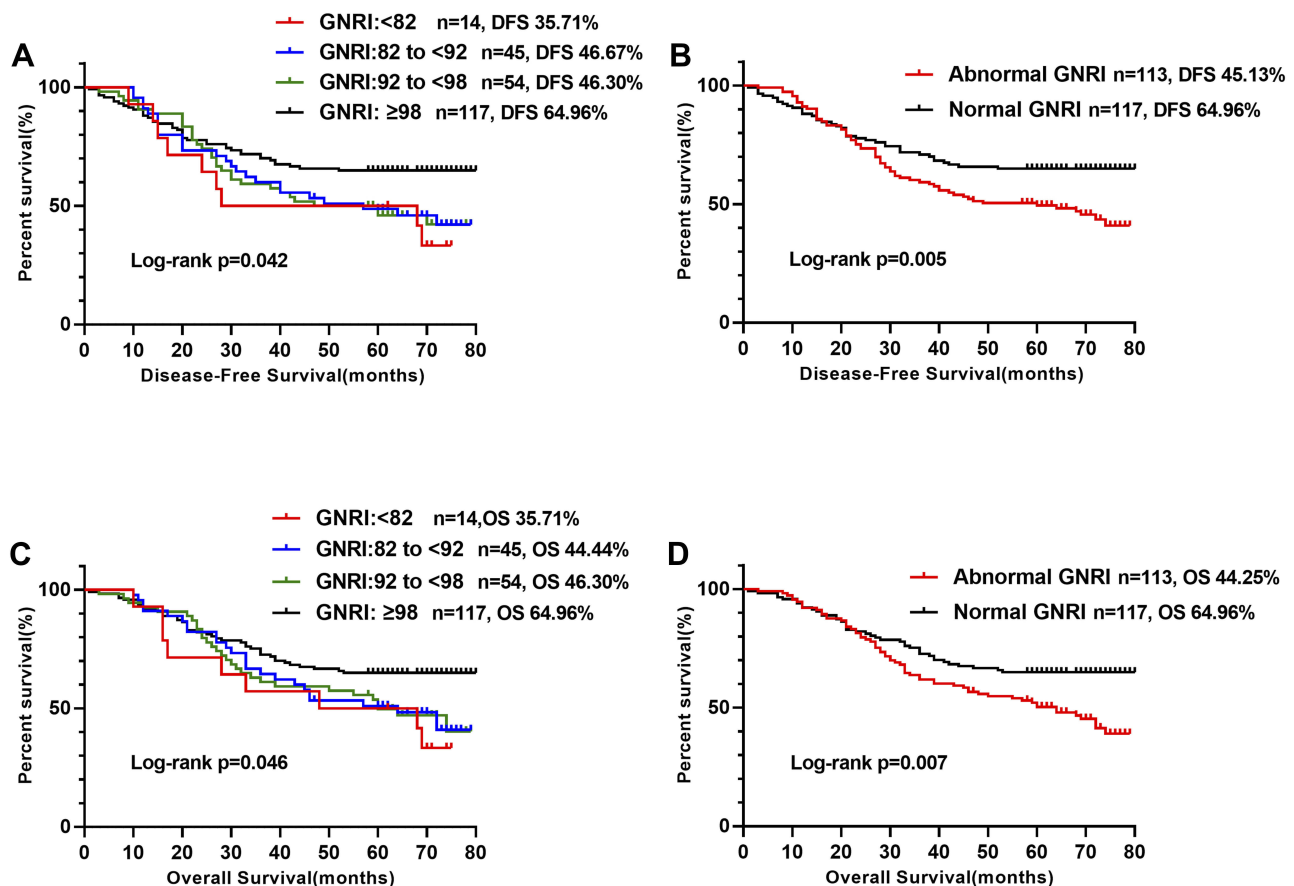 A
GNRI:<82 n=14, DFS 35.71%
GNRI:82 to <92 n=45, DFS 46.67%
GNRI:92 to <98 n=54, DFS 46.30%
GNRI: ≥98 n=117, DFS 64.96%
Percent survival(%)
100
50
0
Log-rank p=0.042
0 10 20 30 40 50 60 70 80
Disease-Free Survival(months)
B
Abnormal GNRI n=113, DFS 45.13%
Normal GNRI n=117, DFS 64.96%
Percent survival(%)
100
50
0
Log-rank p=0.005
0 10 20 30 40 50 60 70 80
Disease-Free Survival(months)
C
GNRI:<82 n=14,OS 35.71%
GNRI:82 to <92 n=45, OS 44.44%
GNRI:92 to <98 n=54, OS 46.30%
GNRI: ≥98 n=117, OS 64.96%
Percent survival(%)
100
50
0
Log-rank p=0.046
0 10 20 30 40 50 60 70 80
Overall Survival(months)
D
Abnormal GNRI n=113, OS 44.25%
Normal GNRI n=117, OS 64.96%
Percent survival(%)
100
50
0
Log-rank p=0.007
0 10 20 30 40 50 60 70 80
Overall Survival(months)